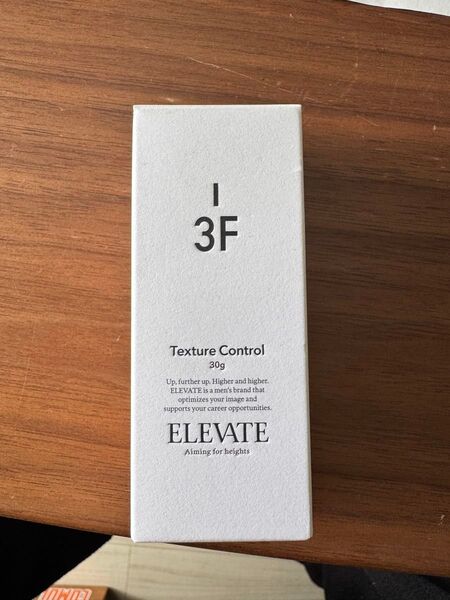 I
3F
Texture Control
30g
Up, further up. Higher and higher.
ELEVATE is a men's brand that
optimizes your image and
supports your career opportunities.
ELEVATE
Aiming for heights